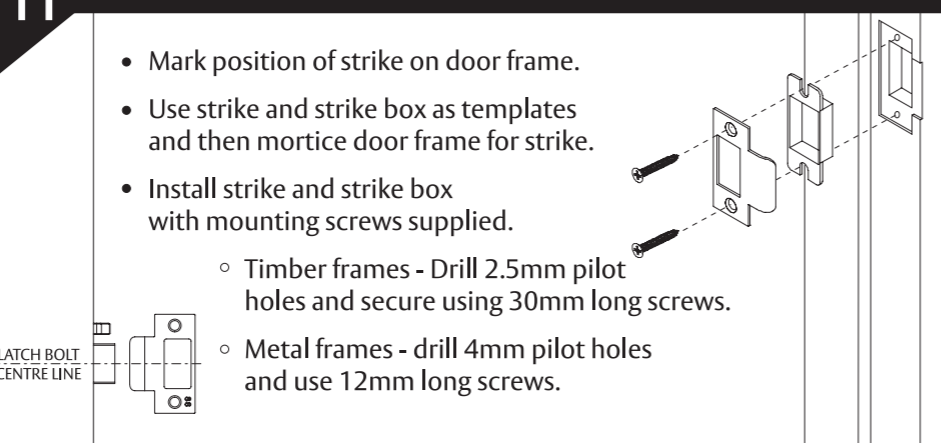 11
• Mark position of strike on door frame.
• Use strike and strike box as templates
and then mortice door frame for strike.
• Install strike and strike box
with mounting screws supplied.
◦ Timber frames - Drill 2.5mm pilot
holes and secure using 30mm long screws.
◦ Metal frames - drill 4mm pilot holes
and use 12mm long screws.
LATCH BOLT
CENTRE LINE